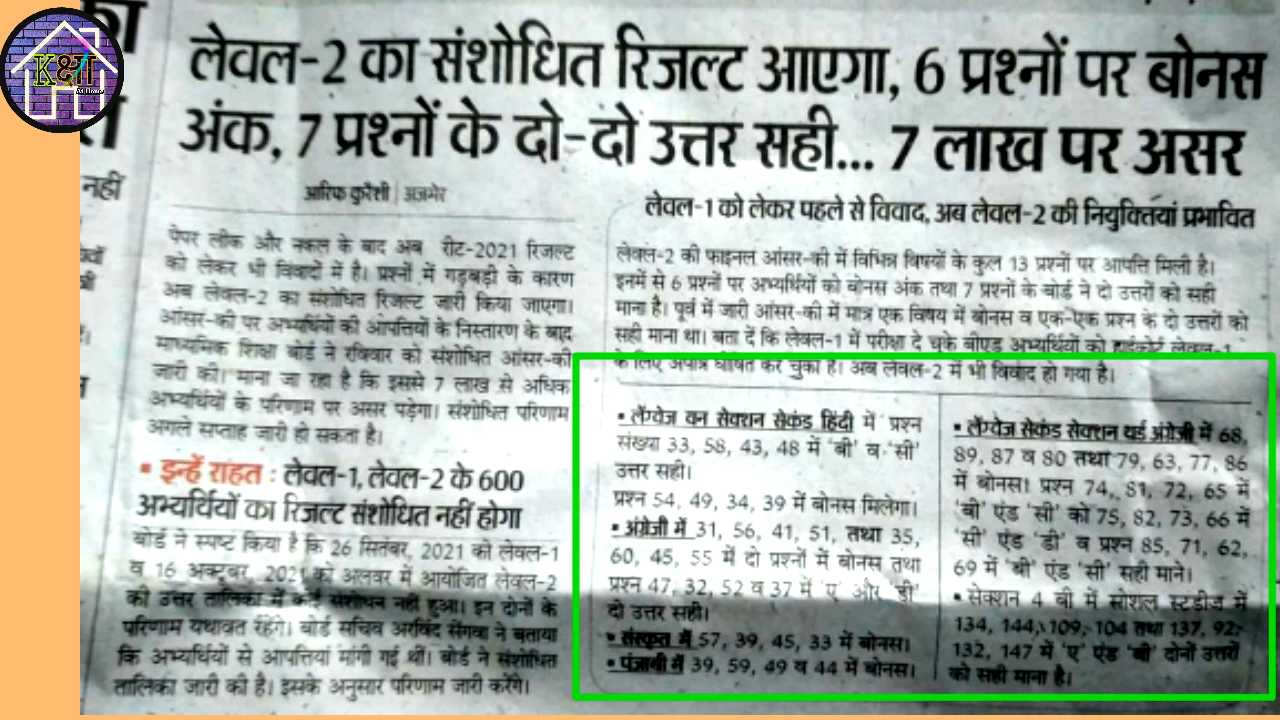 क्षा
At Home
का
नहीं
लेवल-2 का संशोधित रिजल्ट आएगा, 6 प्रश्नों पर बोनस
अंक, 7 प्रश्नों के दो-दो उत्तर सही... 7 लाख पर असर
आरिफ कुरैशी | अजमेर
पेपर लीक और नकल के बाद अब रीट-2021 रिजल्ट
को लेकर भी विवादों में है। प्रश्नों में गड़बड़ी के कारण
अब लेवल-2 का संशोधित रिजल्ट जारी किया जाएगा।
आंसर-की पर अभ्यर्थियों की आपत्तियों के निस्तारण के बाद
माध्यमिक शिक्षा बोर्ड ने रविवार को संशोधित आंसर-की
जारी की। माना जा रहा है कि इससे 7 लाख से अधिक
अभ्यर्थियों के परिणाम पर असर पड़ेगा। संशोधित परिणाम
अगले सप्ताह जारी हो सकता है।
▪ इन्हें राहत : लेवल-1, लेवल-2 के 600
अभ्यर्थियों का रिजल्ट संशोधित नहीं होगा
बोर्ड ने स्पष्ट किया है कि 26 सितंबर, 2021 को लेवल-1
व 16 अक्टूबर, 2021 को अलवर में आयोजित लेवल-2
की उत्तर तालिका में कोई संशोधन नहीं हुआ। इन दोनों के
परिणाम यथावत रहेंगे। बोर्ड सचिव अरविंद सेंगवा ने बताया
कि अभ्यर्थियों से आपत्तियां मांगी गई थीं। बोर्ड ने संशोधित
तालिका जारी की है। इसके अनुसार परिणाम जारी करेंगे।
लेवल-1 को लेकर पहले से विवाद, अब लेवल-2 की नियुक्तियां प्रभावित
लेवल-2 की फाइनल आंसर-की में विभिन्न विषयों के कुल 13 प्रश्नों पर आपत्ति मिली है।
इनमें से 6 प्रश्नों पर अभ्यर्थियों को बोनस अंक तथा 7 प्रश्नों के बोर्ड ने दो उत्तरों को सही
माना है। पूर्व में जारी आंसर-की में मात्र एक विषय में बोनस व एक-एक प्रश्न के दो उत्तरों को
सही माना था। बता दें कि लेवल-1 में परीक्षा दे चुके बीएड अभ्यर्थियों को हाईकोर्ट लेवल-1
के लिए अपात्र घोषित कर चुका है। अब लेवल-2 में भी विवाद हो गया है।
▪ लैंग्वेज वन सेक्शन सेकंड हिंदी में प्रश्न
संख्या 33, 58, 43, 48 में 'बी' व 'सी'
उत्तर सही।
प्रश्न 54, 49, 34, 39 में बोनस मिलेगा।
▪ अंग्रेजी में 31, 56, 41, 51, तथा 35,
60, 45, 55 में दो प्रश्नों में बोनस तथा
प्रश्न 47, 32, 52 व 37 में 'ए' और 'डी'
दो उत्तर सही।
▪ संस्कृत में 57, 39, 45, 33 में बोनस।
▪ पंजाबी में 39, 59, 49 व 44 में बोनस।
▪ लैंग्वेज सेकंड सेक्शन थर्ड अंग्रेजी में 68,
89, 87 व 80 तथा 79, 63, 77, 86
में बोनस। प्रश्न 74, 81, 72, 65 में
'बी' एंड 'सी' को 75, 82, 73, 66 में
'सी' एंड 'डी' व प्रश्न 85, 71, 62,
69 में 'बी' एंड 'सी' सही माने।
▪ सेक्शन 4 बी में सोशल स्टडीज में
134, 144, 109, 104 तथा 137, 92,
132, 147 में 'ए' एंड 'बी' दोनों उत्तरों
को सही माना है।